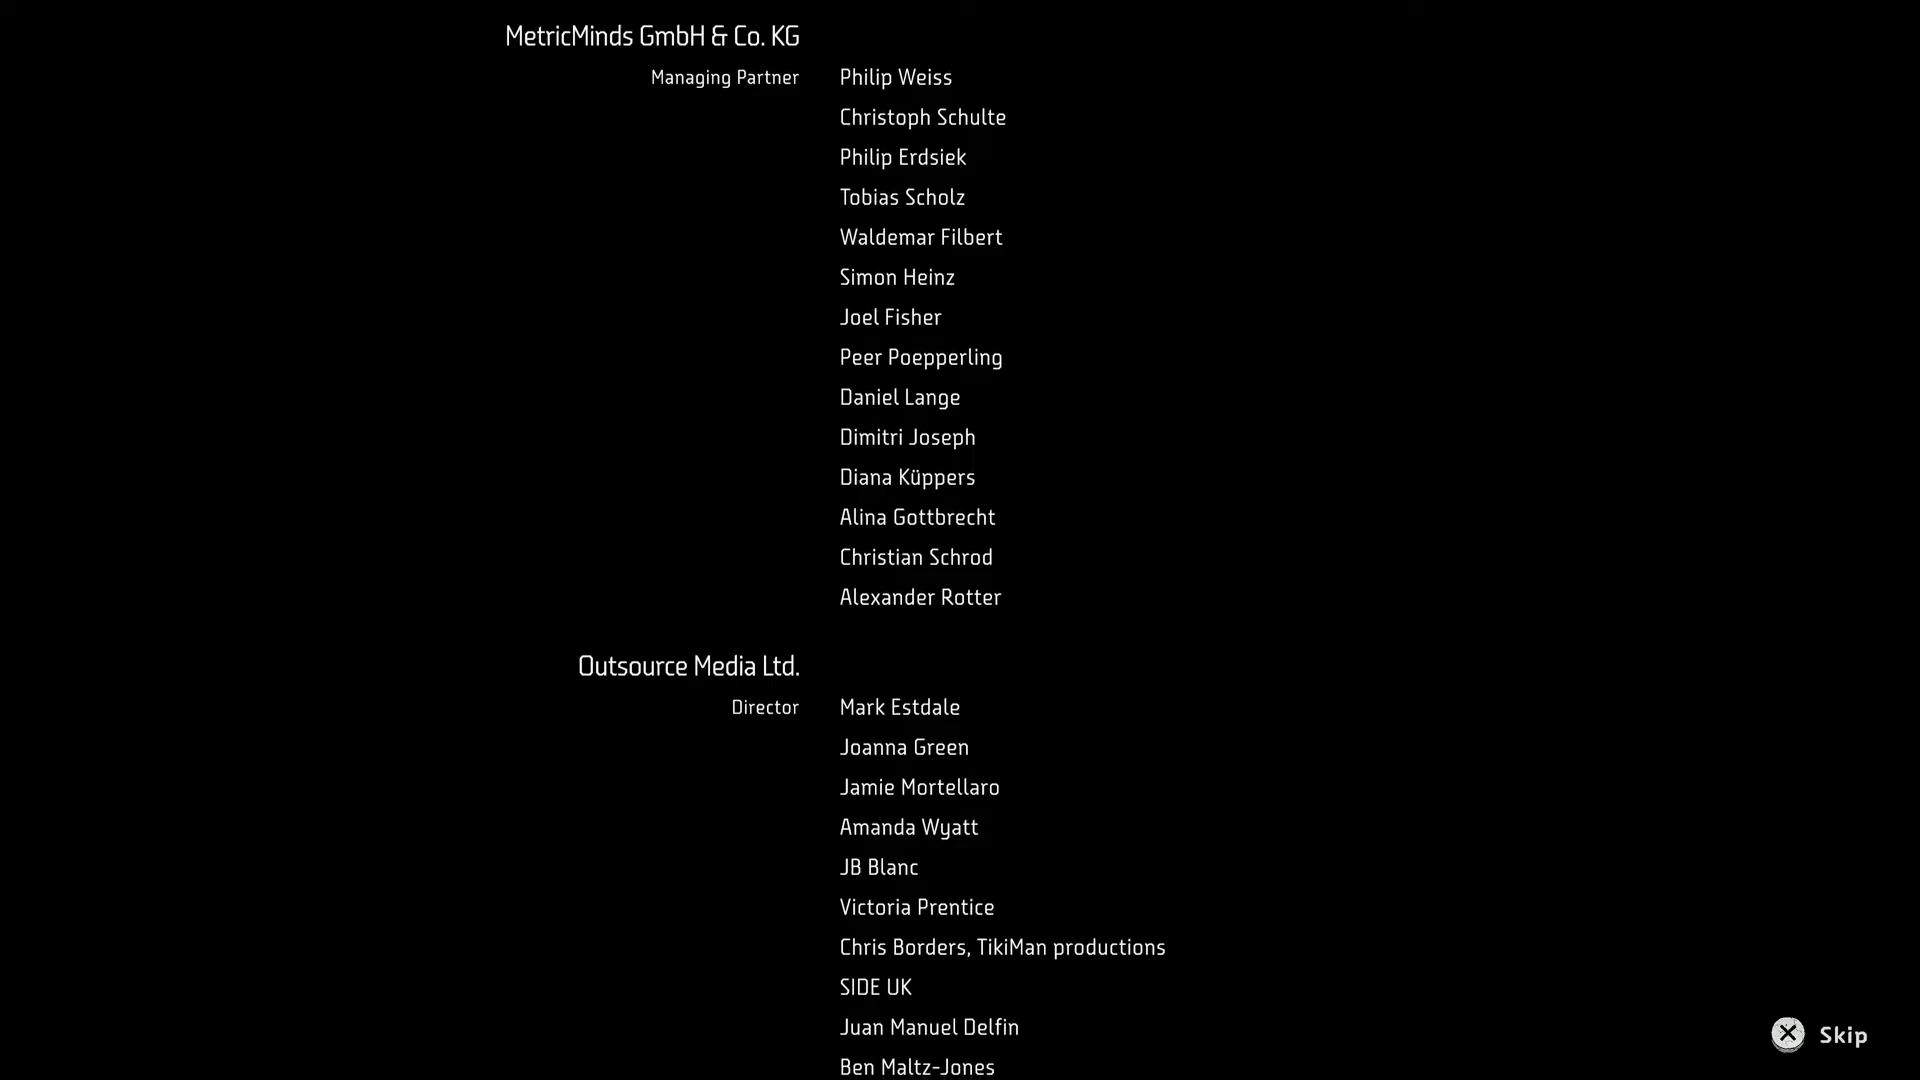 MetricMinds GmbH & Co. KG
Managing Partner Philip Weiss
Christoph Schulte
Philip Erdsiek
Tobias Scholz
Waldemar Filbert
Simon Heinz
Joel Fisher
Peer Poepperling
Daniel Lange
Dimitri Joseph
Diana Küppers
Alina Gottbrecht
Christian Schrod
Alexander Rotter
Outsource Media Ltd.
Director Mark Estdale
Joanna Green
Jamie Mortellaro
Amanda Wyatt
JB Blanc
Victoria Prentice
Chris Borders, TikiMan productions
SIDE UK
Juan Manuel Delfin
Ben Maltz-Jones
Skip